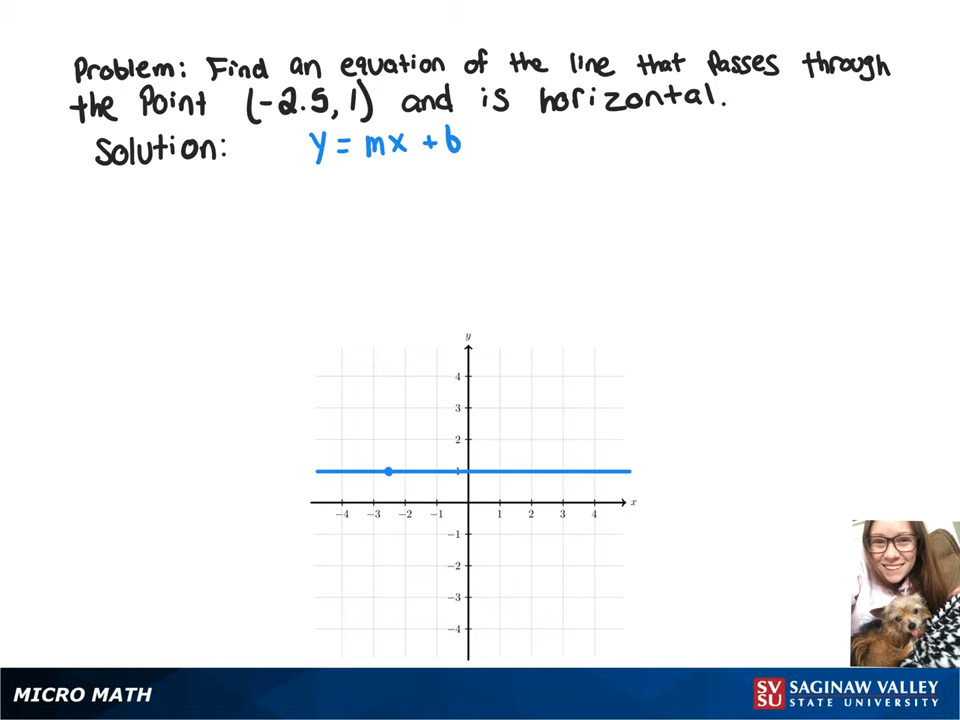 Problem: Find an equation of the line that Passes through
the Point (-2.5, 1) and is horizontal.
Solution: y = mx + b
y
4
3
2
1
x
−4 −3 −2 −1 1 2 3 4
−1
−2
−3
−4
MICRO MATH
SV SU SAGINAW VALLEY
STATE UNIVERSITY